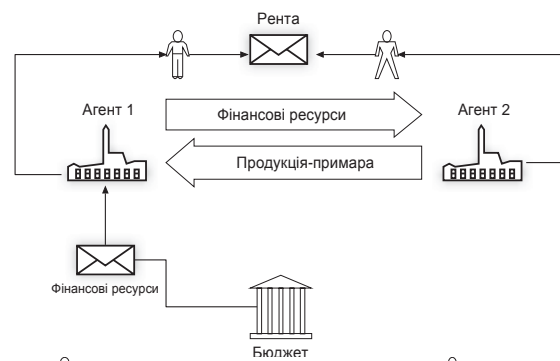 Рента
Агент 1
Агент 2
Фінансові ресурси
Продукція-примара
Фінансові ресурси
Бюджет